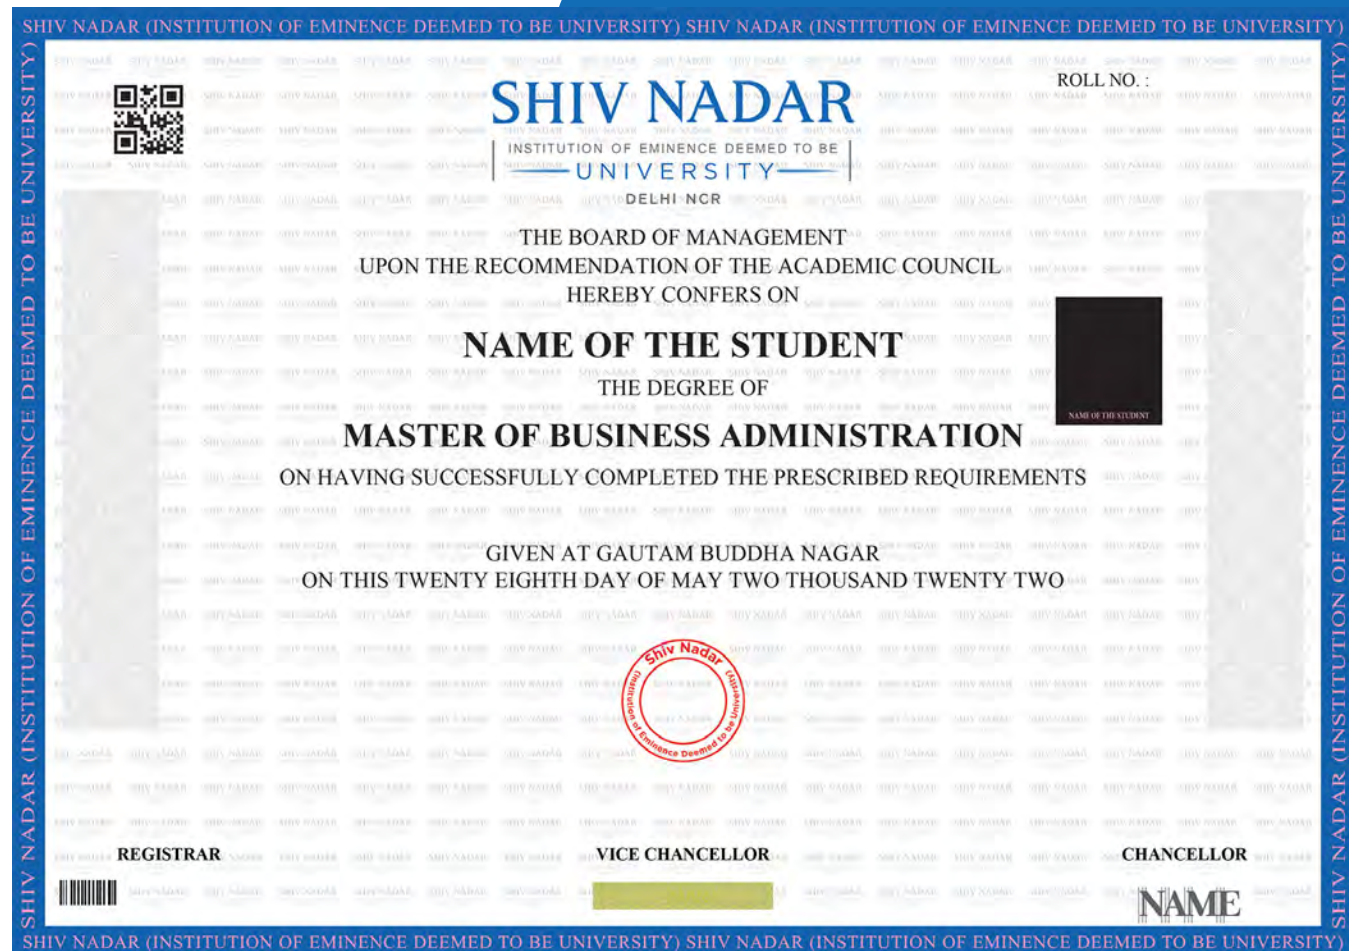 SHIV NADAR (INSTITUTION OF EMINENCE DEEMED TO BE UNIVERSITY) SHIV NADAR (INSTITUTION OF EMINENCE DEEMED TO BE UNIVERSITY)
SHIV NADAR (INSTITUTION OF EMINENCE DEEMED TO BE UNIVERSITY)
SHIV NADAR (INSTITUTION OF EMINENCE DEEMED TO BE UNIVERSITY)
ROLL NO. :
SHIV NADAR
INSTITUTION OF EMINENCE DEEMED TO BE
UNIVERSITY
DELHI NCR
THE BOARD OF MANAGEMENT
UPON THE RECOMMENDATION OF THE ACADEMIC COUNCIL
HEREBY CONFERS ON
NAME OF THE STUDENT
THE DEGREE OF
NAME OF THE STUDENT
MASTER OF BUSINESS ADMINISTRATION
ON HAVING SUCCESSFULLY COMPLETED THE PRESCRIBED REQUIREMENTS
GIVEN AT GAUTAM BUDDHA NAGAR
ON THIS TWENTY EIGHTH DAY OF MAY TWO THOUSAND TWENTY TWO
Shiv Nadar
(Institution of Eminence Deemed to be University)
REGISTRAR
VICE CHANCELLOR
CHANCELLOR
NAME
SHIV NADAR (INSTITUTION OF EMINENCE DEEMED TO BE UNIVERSITY) SHIV NADAR (INSTITUTION OF EMINENCE DEEMED TO BE UNIVERSITY)